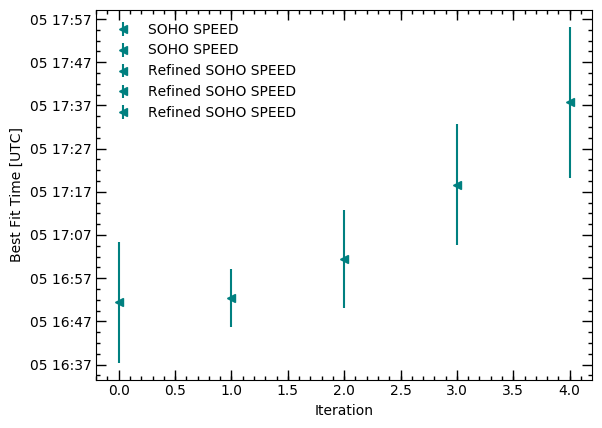 05 17:57
05 17:47
05 17:37
05 17:27
05 17:17
05 17:07
05 16:57
05 16:47
05 16:37
Best Fit Time [UTC]
SOHO SPEED
SOHO SPEED
Refined SOHO SPEED
Refined SOHO SPEED
Refined SOHO SPEED
0.0 0.5 1.0 1.5 2.0 2.5 3.0 3.5 4.0
Iteration